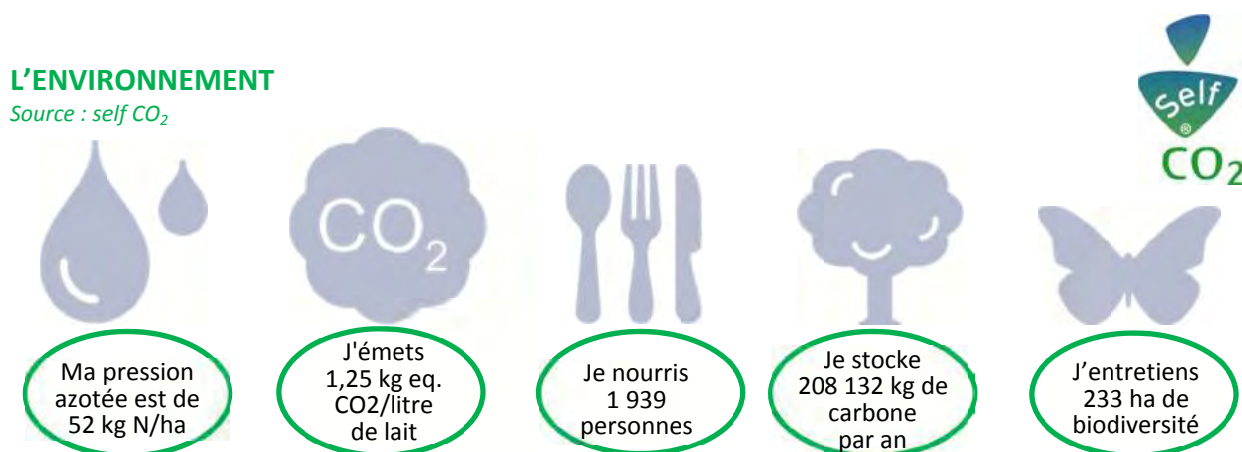 L'ENVIRONNEMENT
Source : self CO₂
Self
®
CO₂
CO₂
Ma pression
azotée est de
52 kg N/ha
J'émets
1,25 kg eq.
CO2/litre
de lait
Je nourris
1 939
personnes
Je stocke
208 132 kg de
carbone
par an
J’entretiens
233 ha de
biodiversité